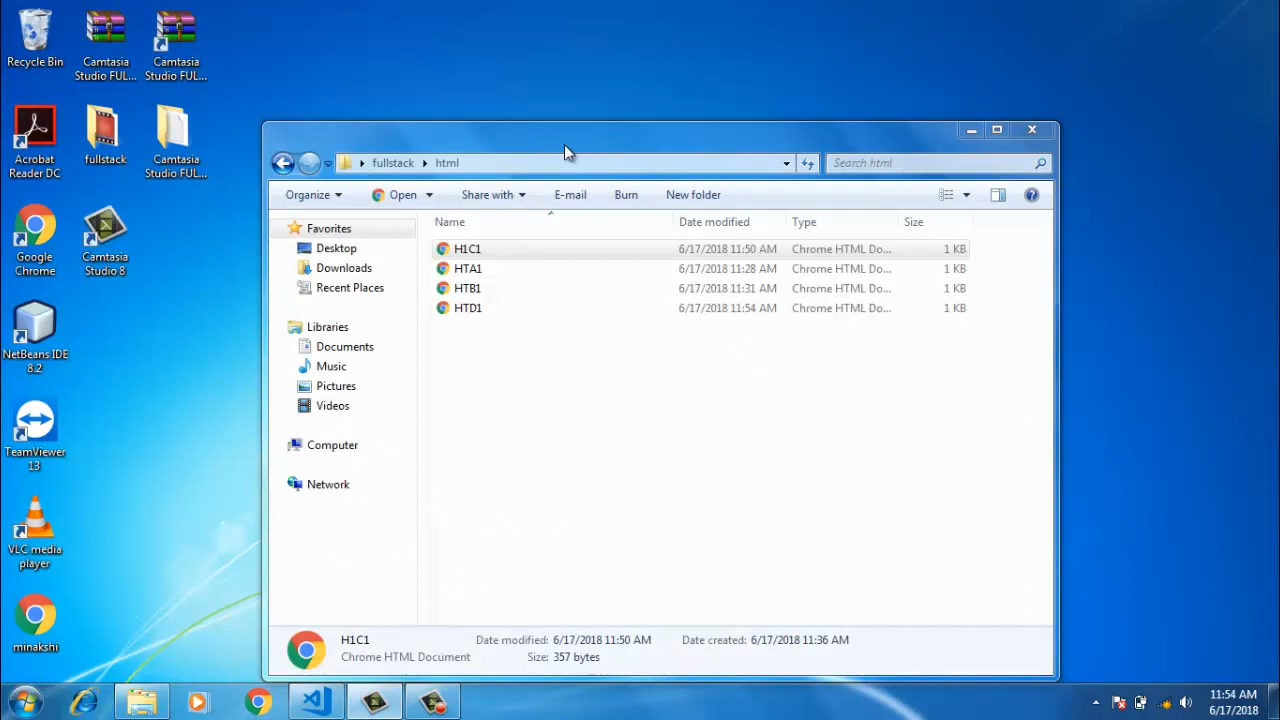 Recycle Bin
Camtasia
Studio FUL...
Camtasia
Studio FUL...
Acrobat
Reader DC
fullstack
Camtasia
Studio FUL...
Google
Chrome
Camtasia
Studio 8
NetBeans IDE
8.2
TeamViewer
13
VLC media
player
minakshi
fullstack
html
Search html
Organize
Open
Share with
E-mail
Burn
New folder
Name
Date modified
Type
Size
Favorites
Desktop
Downloads
Recent Places
Libraries
Documents
Music
Pictures
Videos
Computer
Network
H1C1 6/17/2018 11:50 AM Chrome HTML Do... 1 KB
HTA1 6/17/2018 11:28 AM Chrome HTML Do... 1 KB
HTB1 6/17/2018 11:31 AM Chrome HTML Do... 1 KB
HTD1 6/17/2018 11:54 AM Chrome HTML Do... 1 KB
H1C1 Date modified: 6/17/2018 11:50 AM Date created: 6/17/2018 11:36 AM
Chrome HTML Document Size: 357 bytes
11:54 AM
6/17/2018